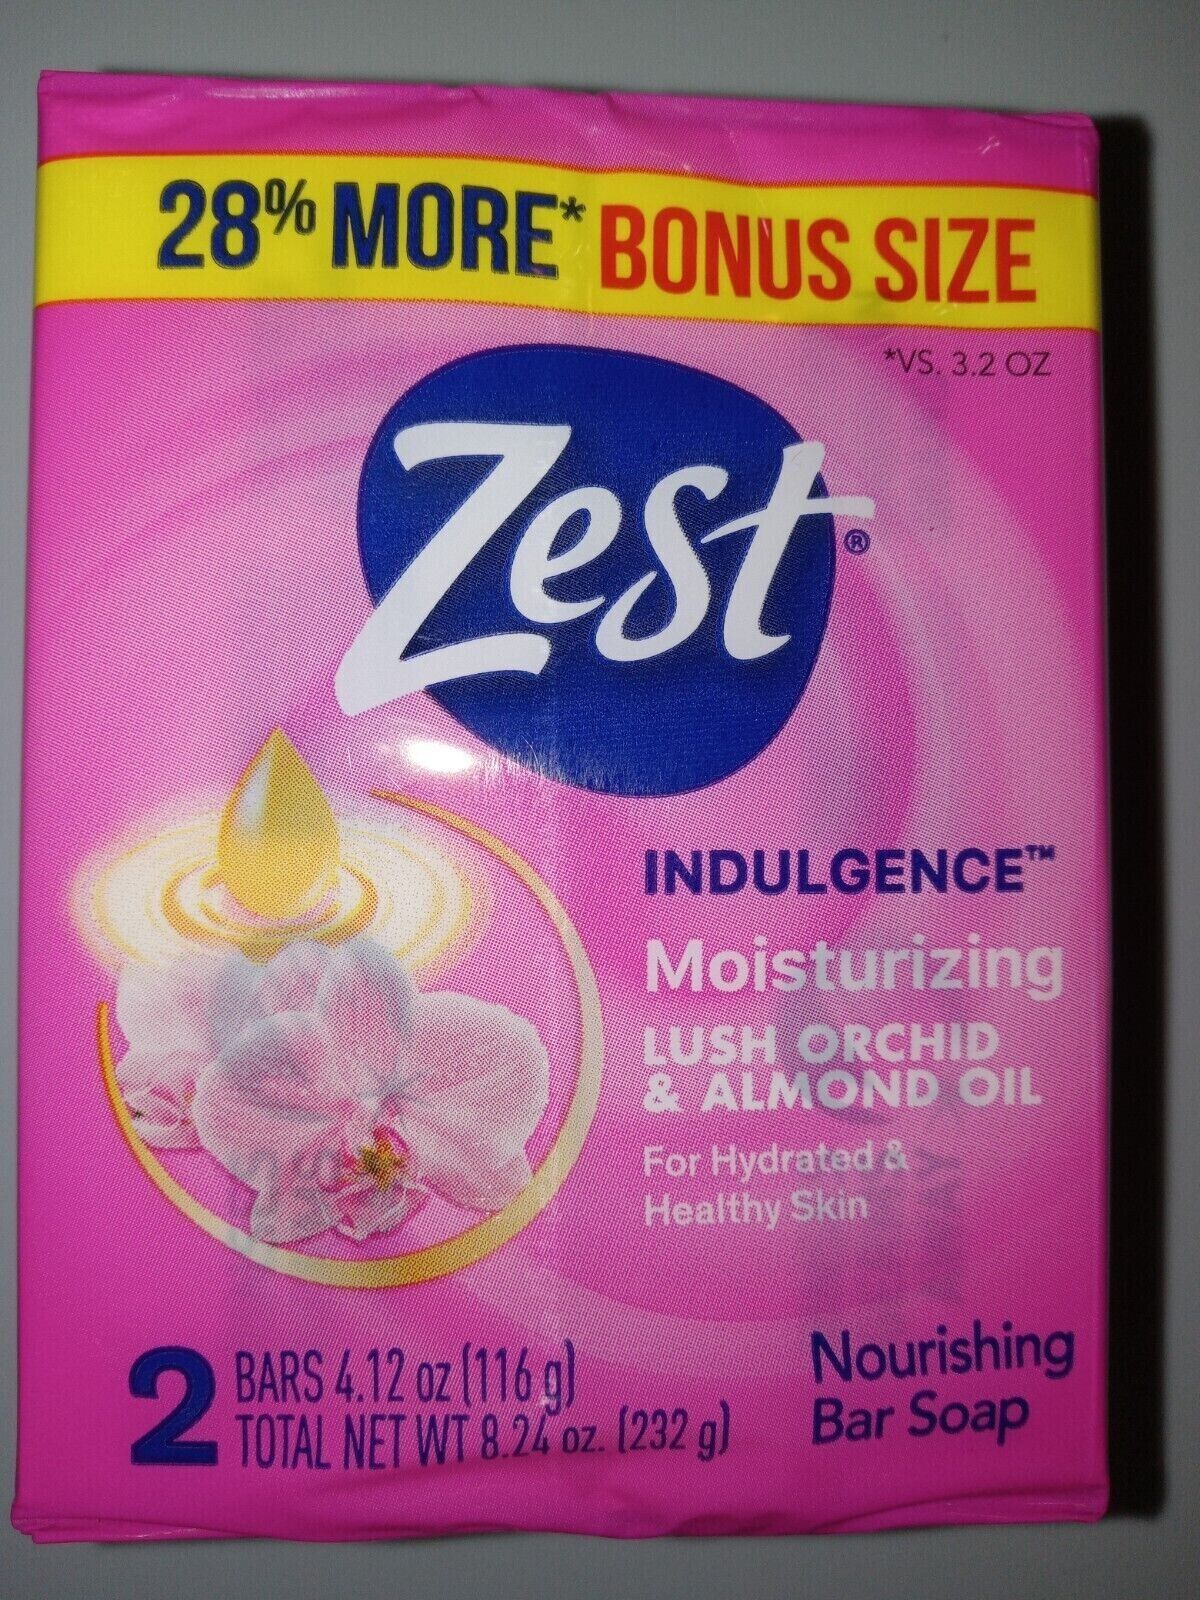 28% MORE* BONUS SIZE
*VS. 3.2 OZ
Zest®
INDULGENCE™
Moisturizing
LUSH ORCHID
& ALMOND OIL
For Hydrated &
Healthy Skin
2 BARS 4.12 oz (116 g)
TOTAL NET WT 8.24 oz. (232 g)
Nourishing
Bar Soap